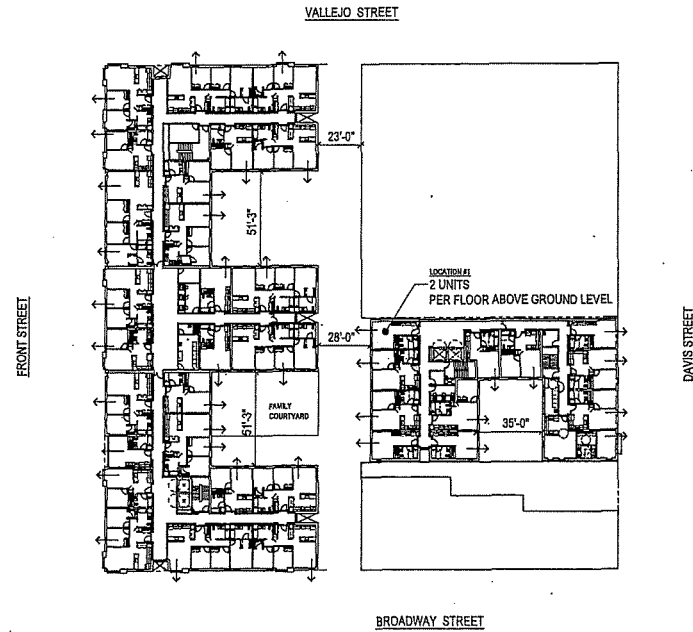 VALLEJO STREET
23'-0"
51'-3"
LOCATION #1
2 UNITS
PER FLOOR ABOVE GROUND LEVEL
FRONT STREET
DAVIS STREET
28'-0"
FAMILY
COURTYARD
51'-3"
35'-0"
BROADWAY STREET